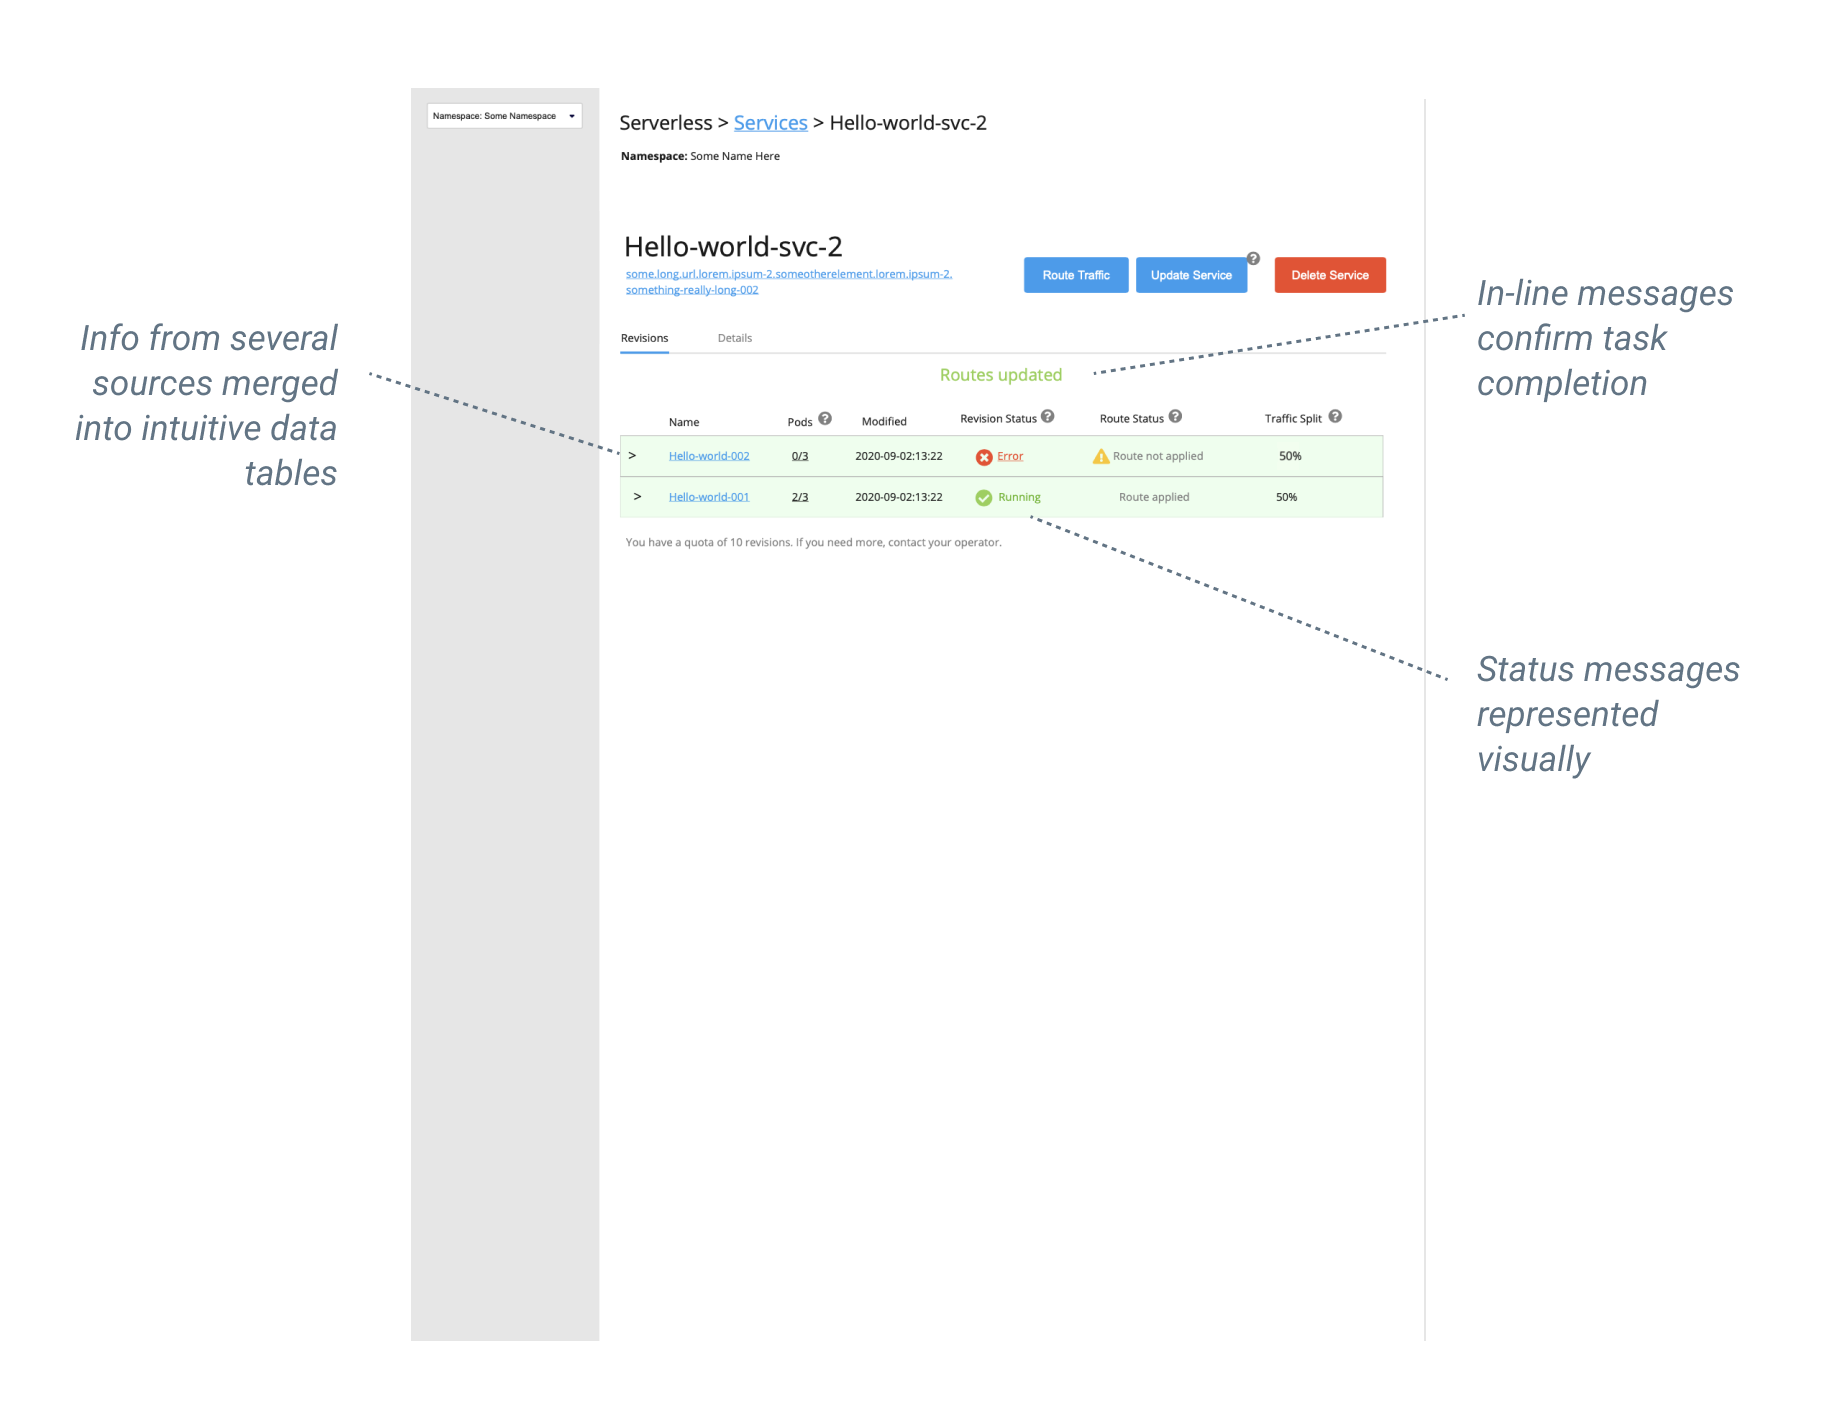 Namespace: Some Namespace
Serverless > Services > Hello-world-svc-2
Namespace: Some Name Here
Hello-world-svc-2
some.long.url.lorem.ipsum-2.someotherelement.lorem.ipsum-2.
something-really-long-002
Route Traffic
Update Service
?
Delete Service
Revisions
Details
Routes updated
Name Pods ? Modified Revision Status ? Route Status ? Traffic Split ?
> Hello-world-002 0/3 2020-09-02:13:22 Error Route not applied 50%
> Hello-world-001 2/3 2020-09-02:13:22 Running Route applied 50%
You have a quota of 10 revisions. If you need more, contact your operator.
Info from several
sources merged
into intuitive data
tables
In-line messages
confirm task
completion
Status messages
represented
visually